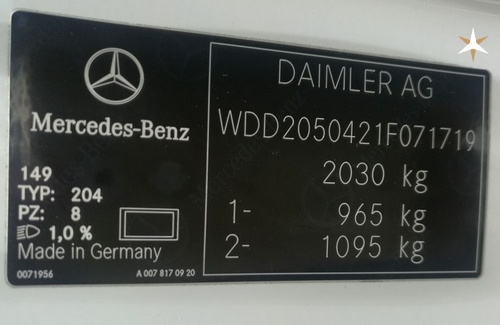 Mercedes-Benz
149
TYP: 204
PZ: 8
1,0 %
Made in Germany
0071956
A 007 817 09 20
DAIMLER AG
WDD2050421F071719
2030 kg
1- 965 kg
2- 1095 kg